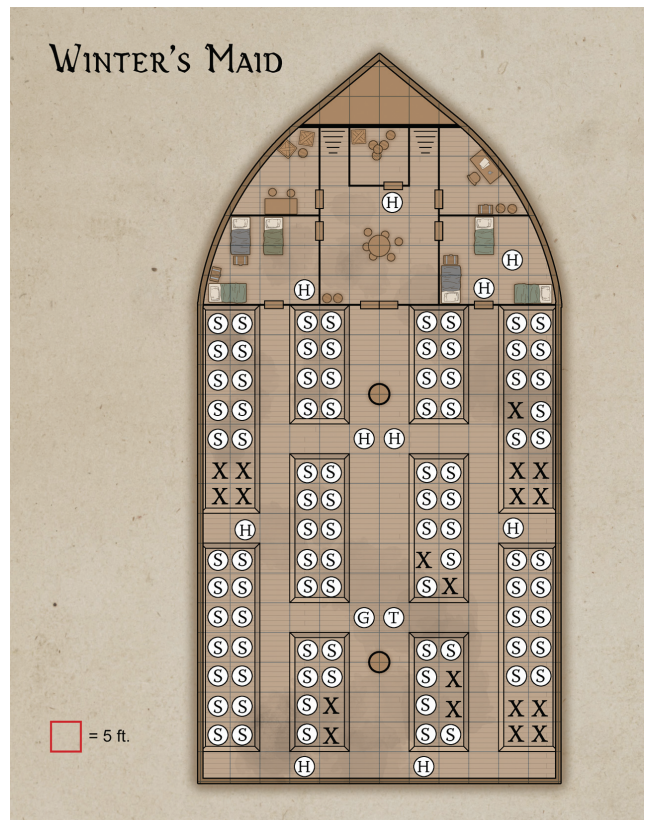 Winter's Maid
H
H
H H
S S S S S S S S
S S S S S S S S
S S S S S S S S
S S S S S S X S
S S H H S S
X X S S S S X X
X X S S S S X X
H S S S S H
S S S S X S S S
S S S S S X S S
S S G T S S
S S S S S S S S
S S S S S X S S
S S S X S X X X
S S S X S S X X
= 5 ft.
H H